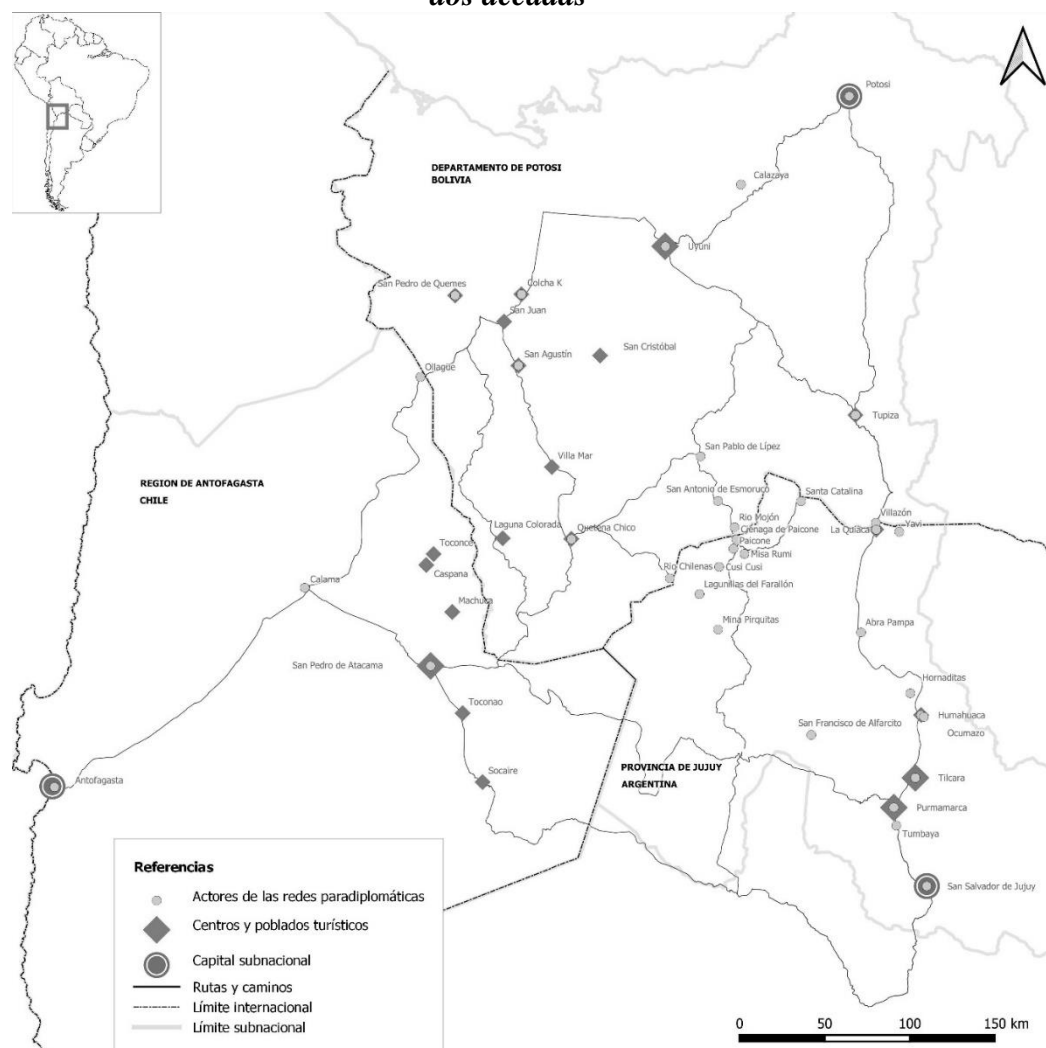 dos décadas
Potosi
DEPARTAMENTO DE POTOSI
BOLIVIA
Calazaya
Uyuni
San Pedro de Quemes
Colcha K
San Juan
San Cristóbal
San Agustín
Ollague
Tupiza
San Pablo de Lípez
Villa Mar
REGION DE ANTOFAGASTA
CHILE
San Antonio de Esmoruco
Santa Catalina
Rio Mojón
Villazón
Laguna Colorada
Quetena Chico
Ciénaga de Paicone
La Quiaca
Yavi
Toconce
Paicone
Misa Rumi
Caspana
Rio Chilenas
Cusi Cusi
Calama
Lagunillas del Farallón
Machuca
Mina Pirquitas
Abra Pampa
San Pedro de Atacama
Hornaditas
Toconao
San Francisco de Alfarcito
Humahuaca
Ocumazo
Socaire
PROVINCIA DE JUJUY
ARGENTINA
Tilcara
Antofagasta
Purmamarca
Tumbaya
San Salvador de Jujuy
Referencias
Actores de las redes paradiplomáticas
Centros y poblados turísticos
Capital subnacional
Rutas y caminos
Límite internacional
Límite subnacional
0 50 100 150 km